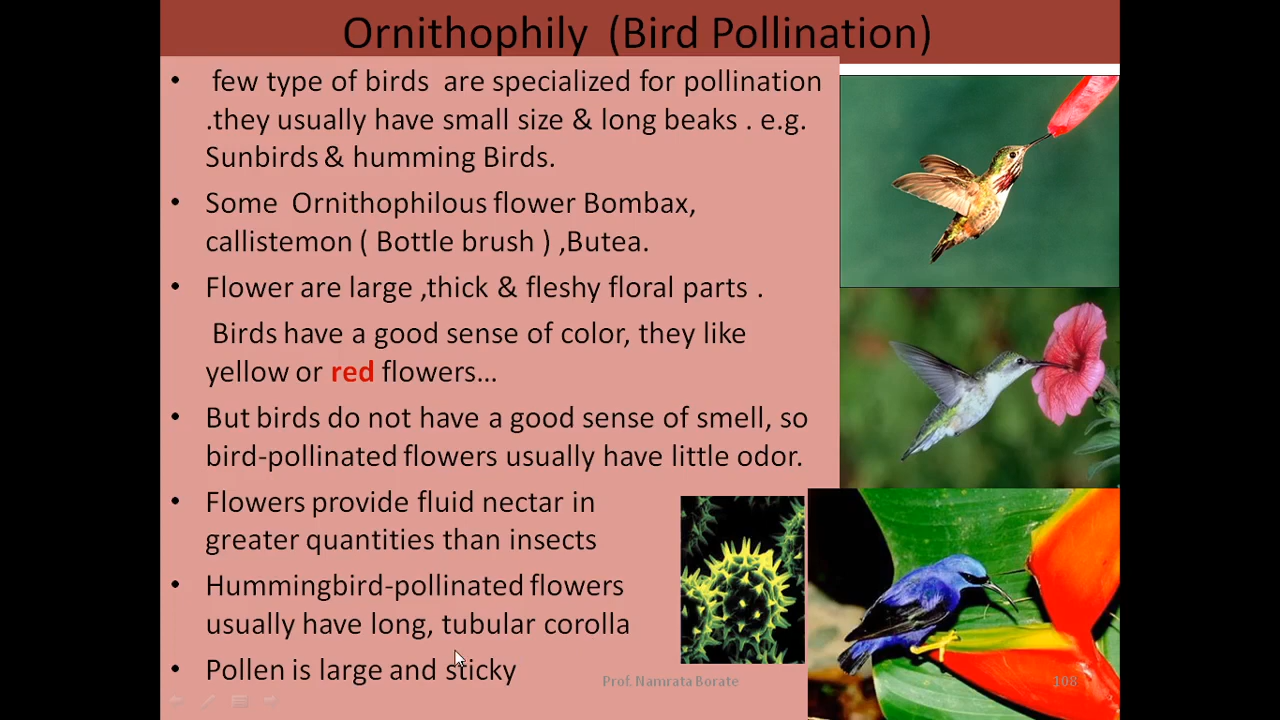 Ornithophily (Bird Pollination)
• few type of birds are specialized for pollination
.they usually have small size & long beaks . e.g.
Sunbirds & humming Birds.
• Some Ornithophilous flower Bombax,
callistemon ( Bottle brush ) ,Butea.
• Flower are large ,thick & fleshy floral parts .
Birds have a good sense of color, they like
yellow or red flowers...
• But birds do not have a good sense of smell, so
bird-pollinated flowers usually have little odor.
• Flowers provide fluid nectar in
greater quantities than insects
• Hummingbird-pollinated flowers
usually have long, tubular corolla
• Pollen is large and sticky
Prof. Namrata Borate
108